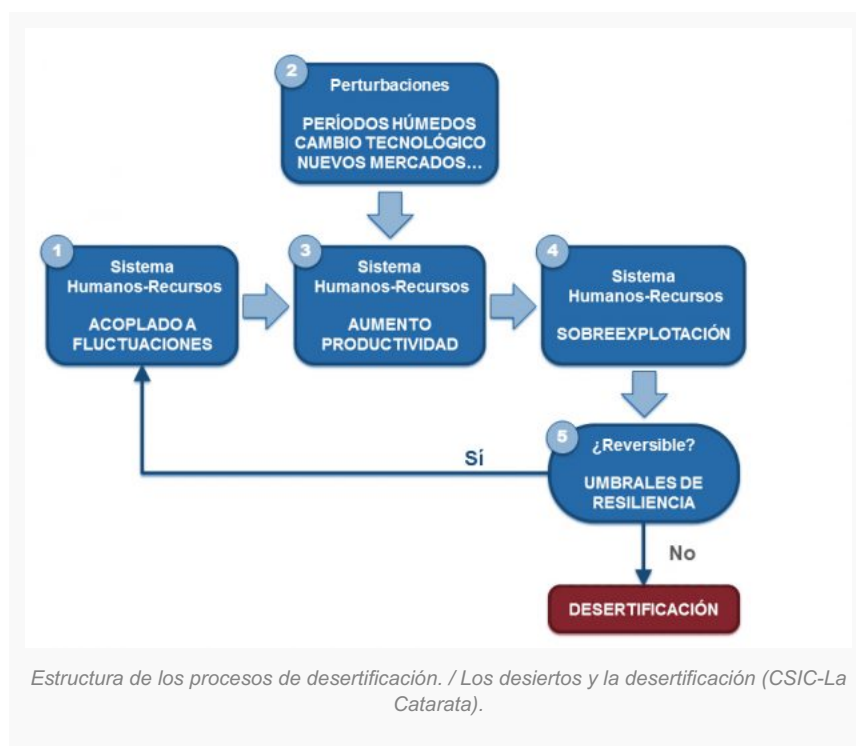 2
Perturbaciones
PERÍODOS HÚMEDOS
CAMBIO TECNOLÓGICO
NUEVOS MERCADOS...
1
Sistema
Humanos-Recursos
ACOPLADO A
FLUCTUACIONES
3
Sistema
Humanos-Recursos
AUMENTO
PRODUCTIVIDAD
4
Sistema
Humanos-Recursos
SOBREEXPLOTACIÓN
5
¿Reversible?
UMBRALES DE
RESILIENCIA
Sí
No
DESERTIFICACIÓN
Estructura de los procesos de desertificación. / Los desiertos y la desertificación (CSIC-La
Catarata).